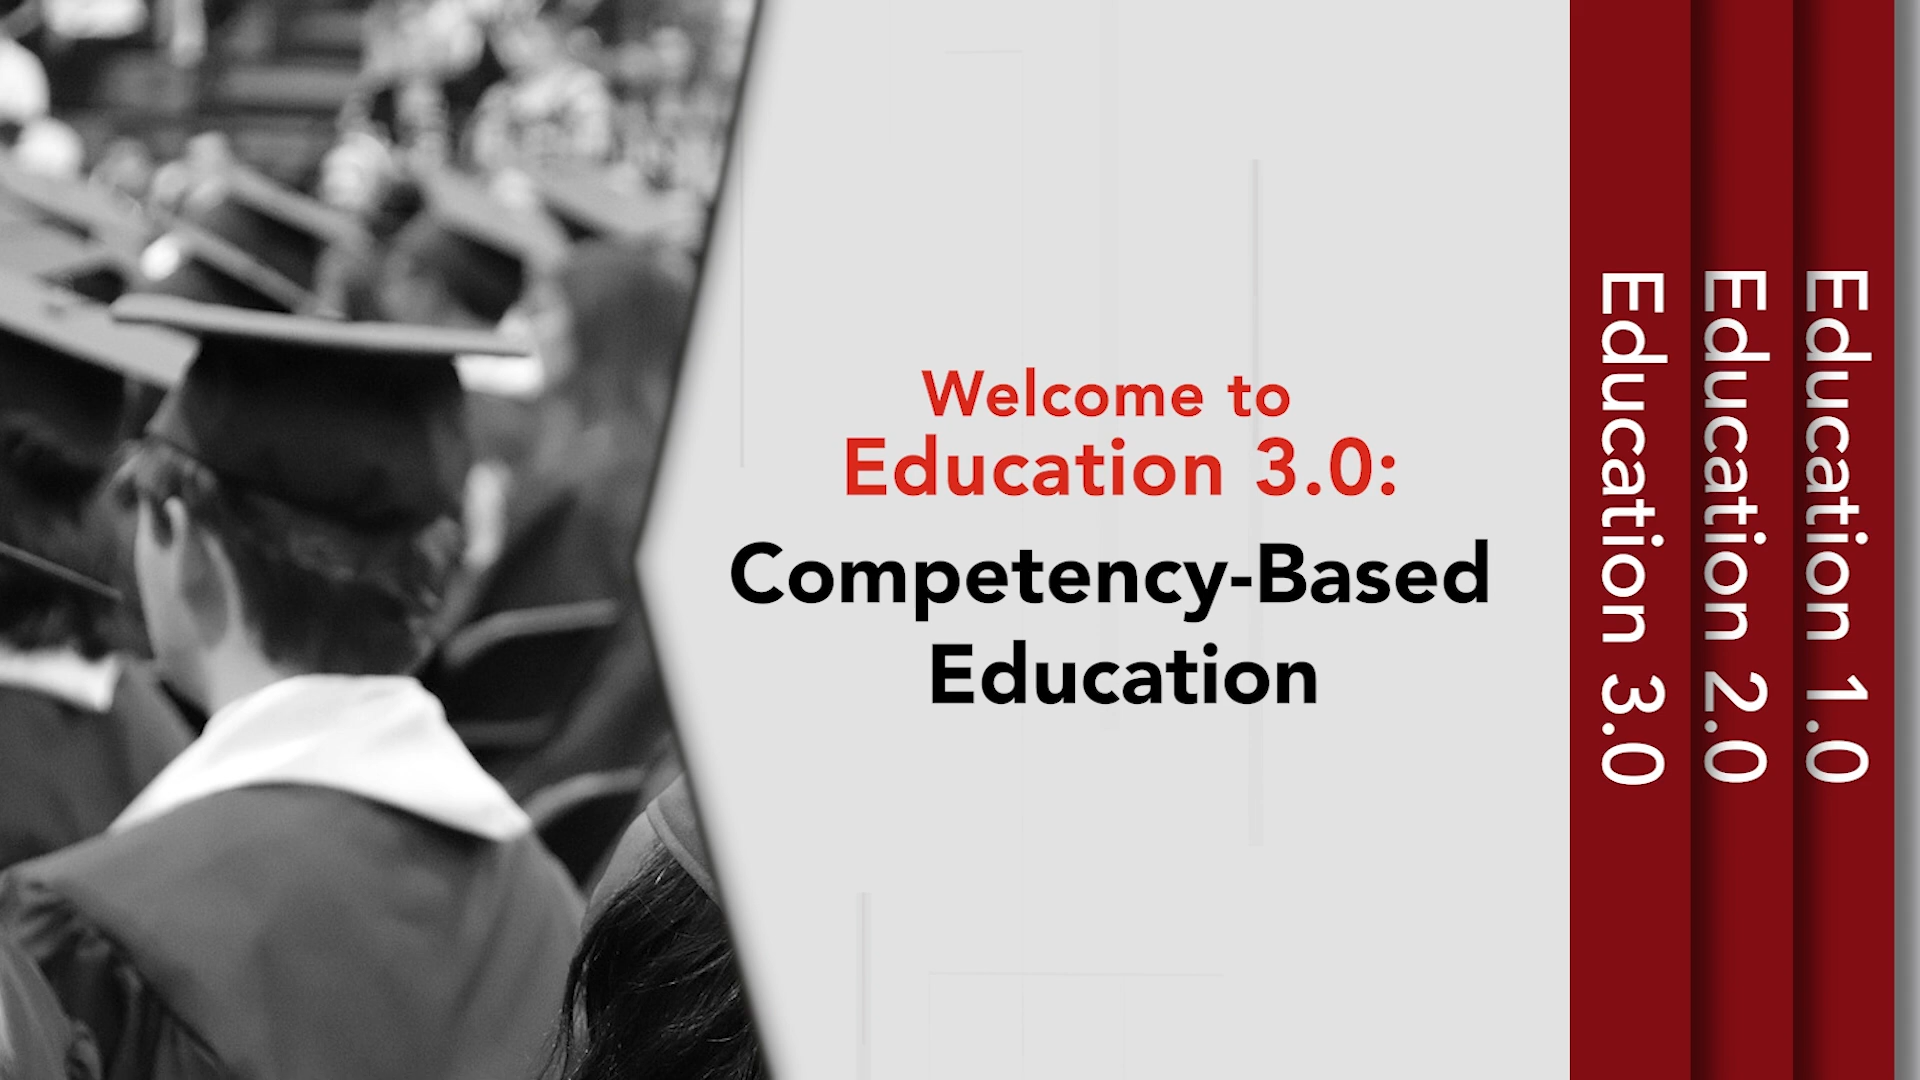 Welcome to
Education 3.0:
Competency-Based
Education
Education 3.0
Education 2.0
Education 1.0